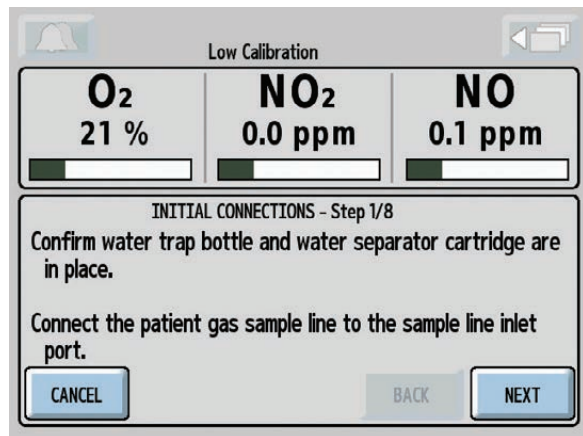 Low Calibration
O2 NO2 NO
21 % 0.0 ppm 0.1 ppm
INITIAL CONNECTIONS - Step 1/8
Confirm water trap bottle and water separator cartridge are
in place.
Connect the patient gas sample line to the sample line inlet
port.
CANCEL BACK NEXT